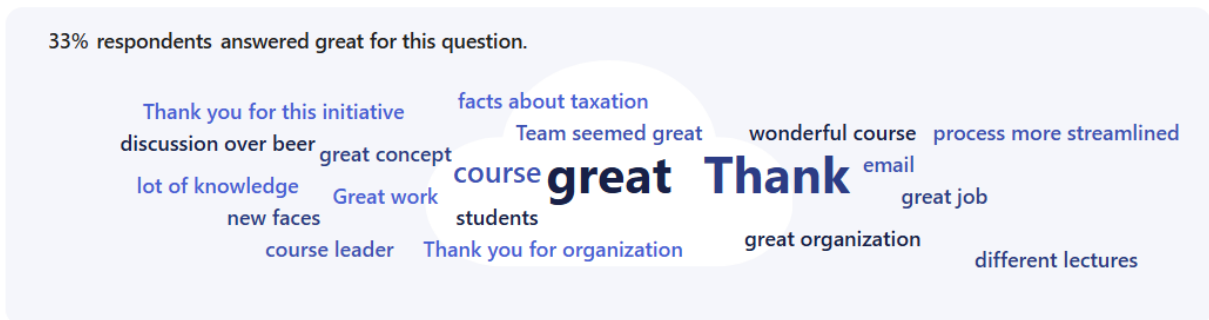 33% respondents answered great for this question.
facts about taxation
Thank you for this initiative
Team seemed great
wonderful course
process more streamlined
discussion over beer
great concept
course
great
Thank
email
lot of knowledge
Great work
great job
new faces
students
great organization
course leader
Thank you for organization
different lectures